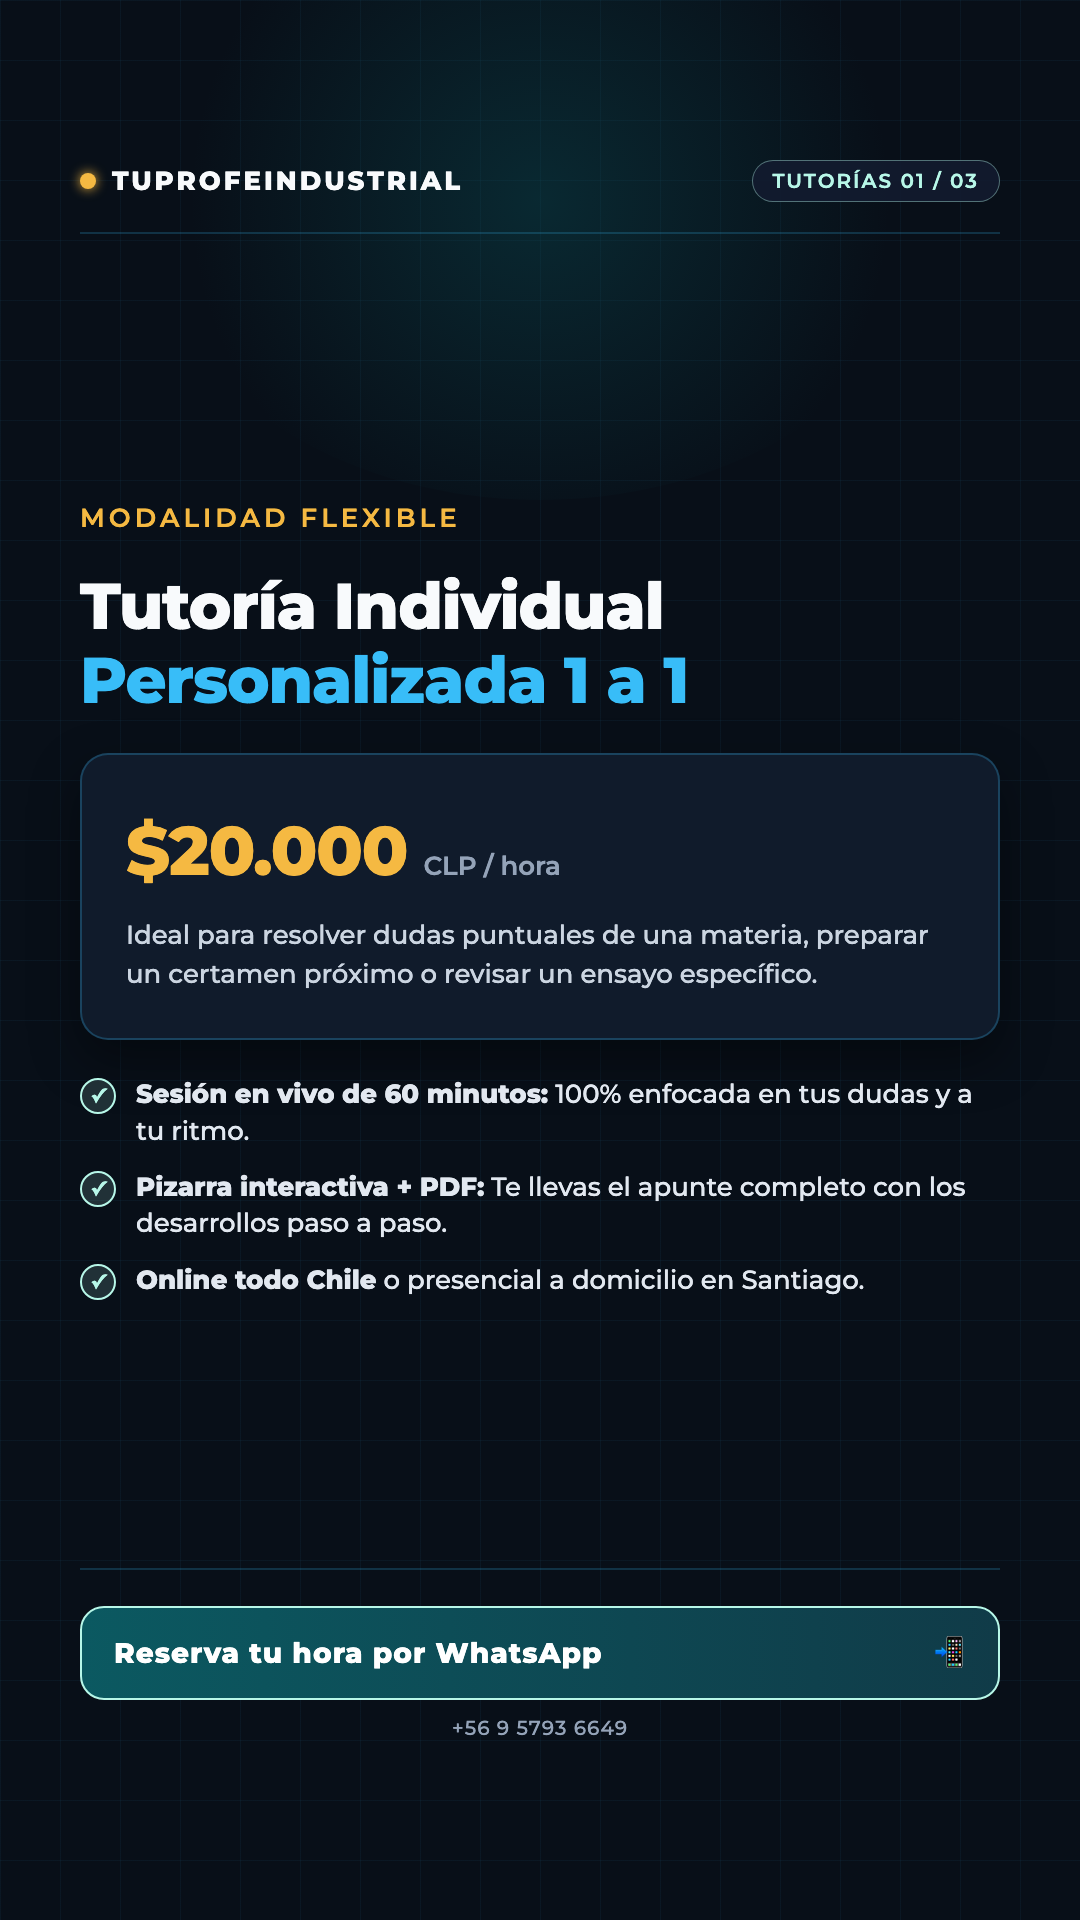 TUPROFEINDUSTRIAL
TUTORÍAS 01 / 03
MODALIDAD FLEXIBLE
Tutoría Individual
Personalizada 1 a 1
$20.000 CLP / hora
Ideal para resolver dudas puntuales de una materia, preparar
un certamen próximo o revisar un ensayo específico.
✓ Sesión en vivo de 60 minutos: 100% enfocada en tus dudas y a
tu ritmo.
✓ Pizarra interactiva + PDF: Te llevas el apunte completo con los
desarrollos paso a paso.
✓ Online todo Chile o presencial a domicilio en Santiago.
Reserva tu hora por WhatsApp 📲
+56 9 5793 6649